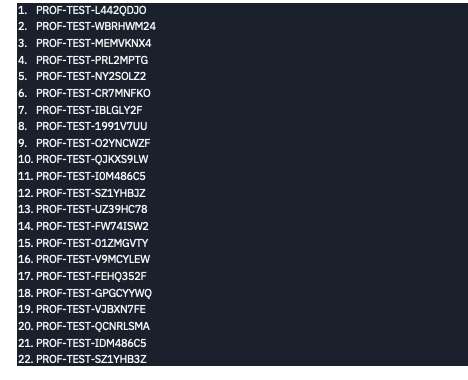 1. PROF-TEST-L442QDJO
2. PROF-TEST-WBRHWM24
3. PROF-TEST-MEMVKNX4
4. PROF-TEST-PRL2MPTG
5. PROF-TEST-NY2SOLZ2
6. PROF-TEST-CR7MNFKO
7. PROF-TEST-IBLGLY2F
8. PROF-TEST-1991V7UU
9. PROF-TEST-O2YNCWZF
10. PROF-TEST-QJKXS9LW
11. PROF-TEST-I0M486C5
12. PROF-TEST-SZ1YHBJZ
13. PROF-TEST-UZ39HC78
14. PROF-TEST-FW74ISW2
15. PROF-TEST-01ZMGVTY
16. PROF-TEST-V9MCYLEW
17. PROF-TEST-FEHQ352F
18. PROF-TEST-GPGCYYWQ
19. PROF-TEST-VJBXN7FE
20. PROF-TEST-QCNRLSMA
21. PROF-TEST-IDM486C5
22. PROF-TEST-SZ1YHB3Z